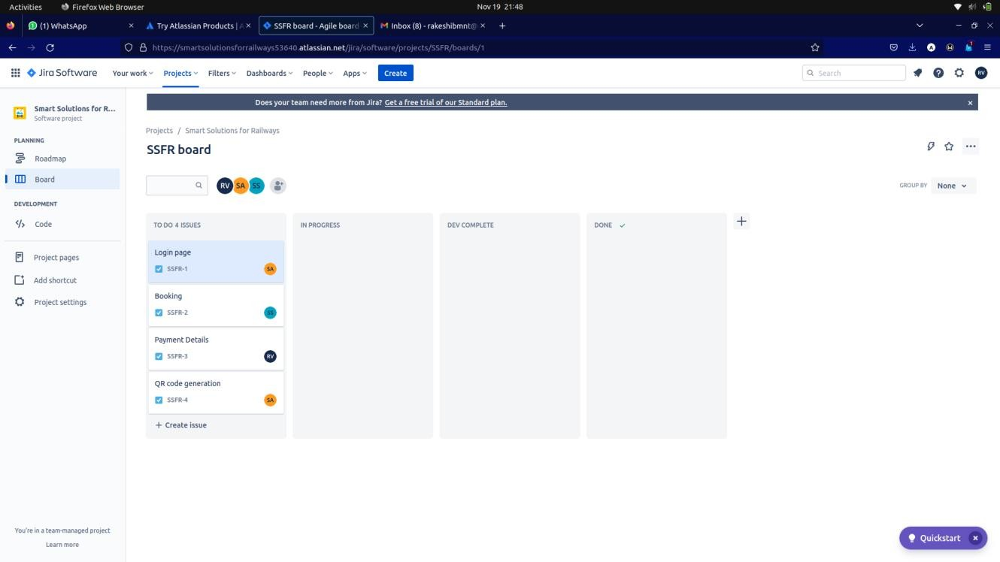 Activities Firefox Web Browser Nov 19 21:48
(1) WhatsApp × Try Atlassian Products | A × SSFR board - Agile board × Inbox (8) - rakeshibmnt@ × +
https://smartsolutionsforrailways53640.atlassian.net/jira/software/projects/SSFR/boards/1
Jira Software Your work Projects Filters Dashboards People Apps Create Search RV
Does your team need more from Jira? Get a free trial of our Standard plan.
Smart Solutions for R...
Software project
PLANNING
Roadmap
Board
DEVELOPMENT
Code
Project pages
Add shortcut
Project settings
You're in a team-managed project
Learn more
Projects / Smart Solutions for Railways
SSFR board
RV SA SS
GROUP BY None
TO DO 4 ISSUES
Login page
SSFR-1 SA
Booking
SSFR-2 SS
Payment Details
SSFR-3 RV
QR code generation
SSFR-4 SA
+ Create issue
IN PROGRESS
DEV COMPLETE
DONE
Quickstart